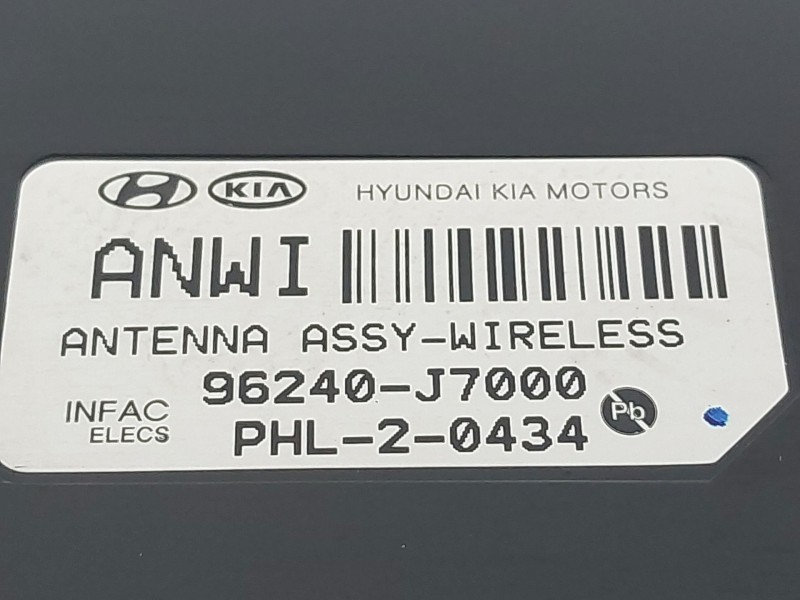 KIA HYUNDAI KIA MOTORS
ANWI
ANTENNA ASSY-WIRELESS
96240-J7000
INFAC
ELECS
PHL-2-0434
Pb